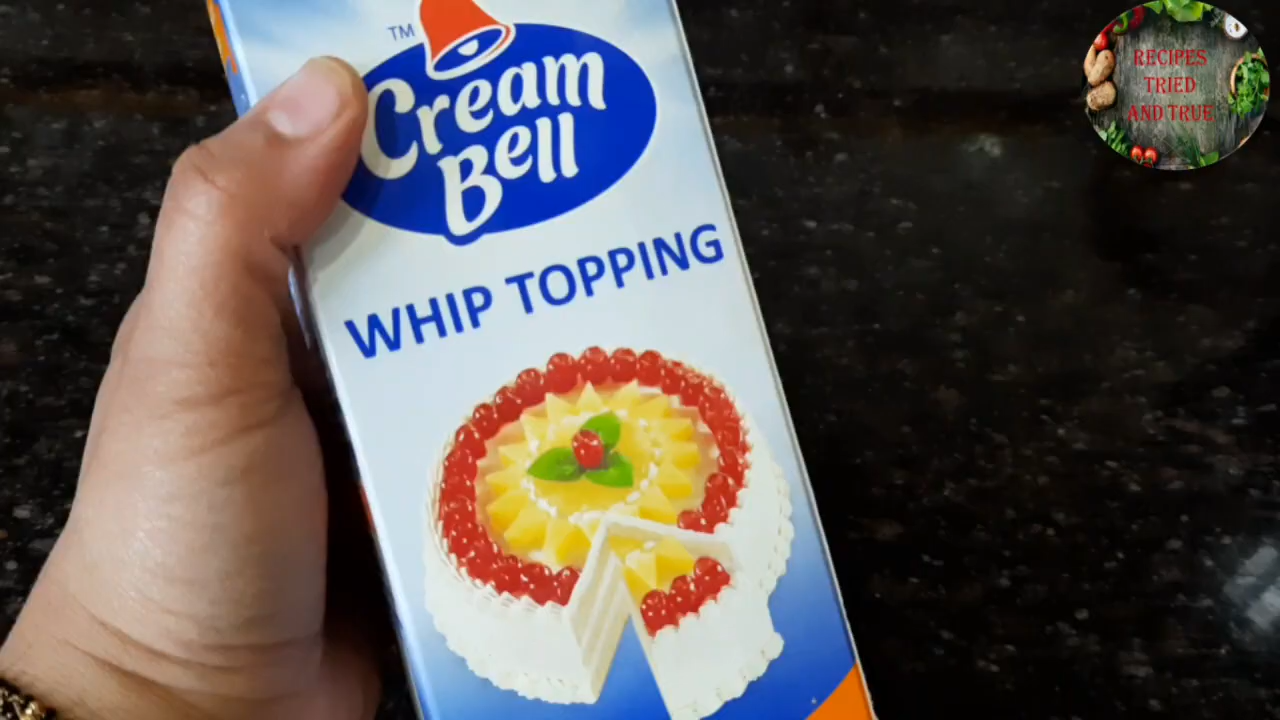 TM
Cream
Bell
WHIP TOPPING
RECIPES
TRIED
AND TRUE